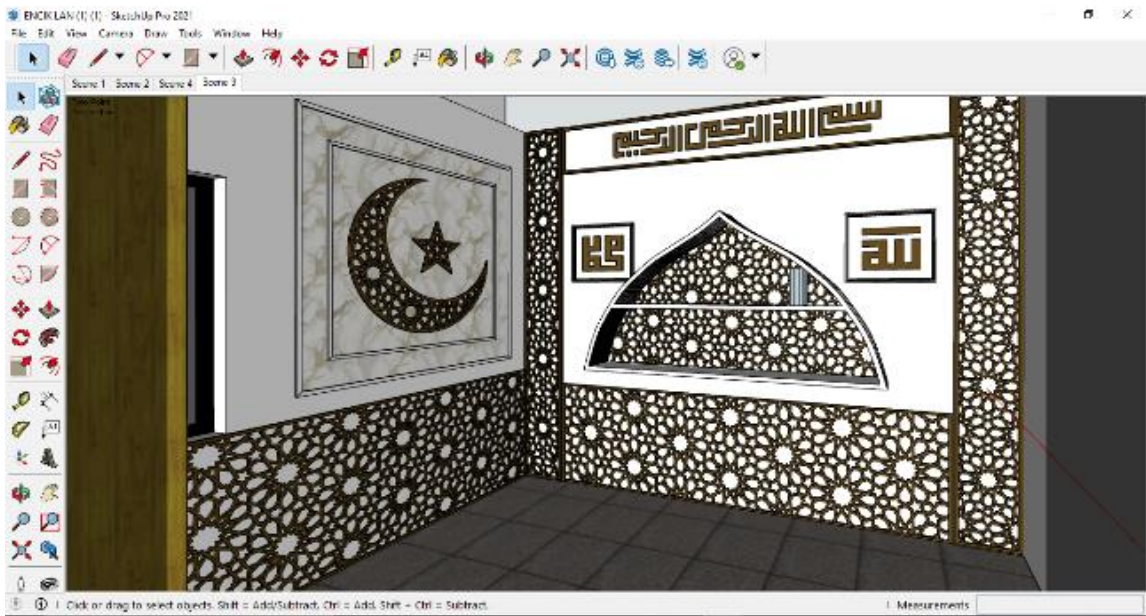 ENCIK LAN (1) (1) - SketchUp Pro 2021
File Edit View Camera Draw Tools Window Help
Scene 1 Scene 2 Scene 4 Scene 3
بسم الله الرحمن الرحيم
الله
Click or drag to select objects. Shift = Add/Subtract, Ctrl = Add, Shift + Ctrl = Subtract.
Measurements